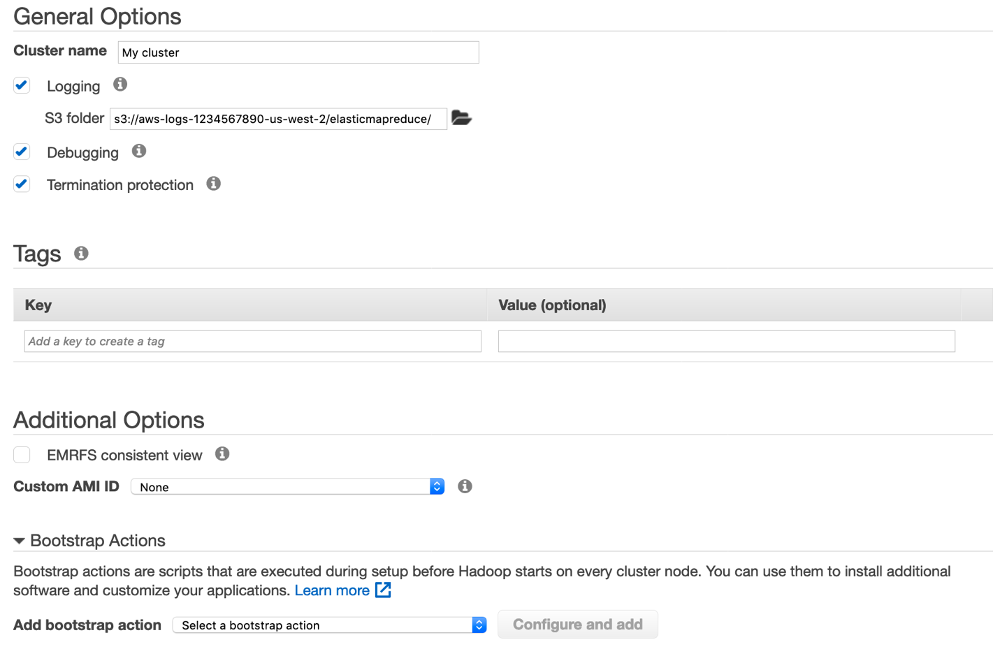 General Options
Cluster name My cluster
Logging
S3 folder s3://aws-logs-1234567890-us-west-2/elasticmapreduce/
Debugging
Termination protection
Tags
Key Value (optional)
Add a key to create a tag
Additional Options
EMRFS consistent view
Custom AMI ID None
Bootstrap Actions
Bootstrap actions are scripts that are executed during setup before Hadoop starts on every cluster node. You can use them to install additional
software and customize your applications. Learn more
Add bootstrap action Select a bootstrap action Configure and add